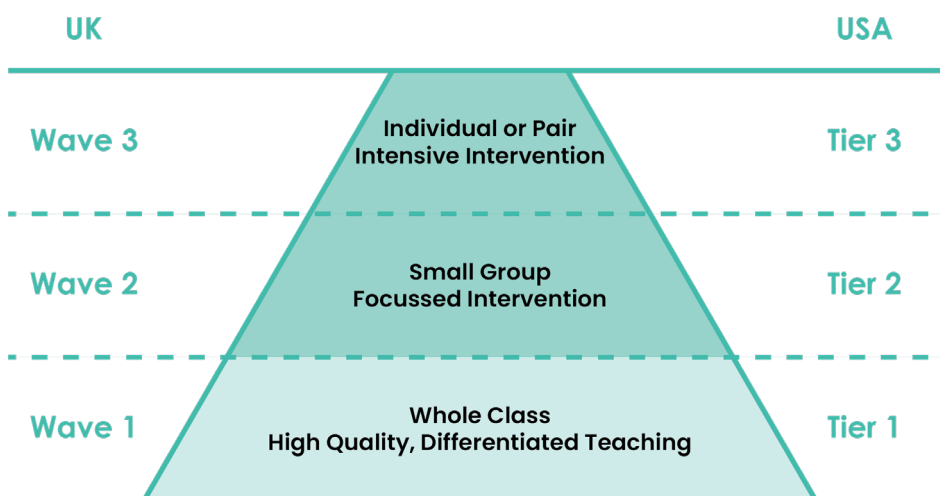 UK
USA
Wave 3
Individual or Pair
Intensive Intervention
Tier 3
Wave 2
Small Group
Focussed Intervention
Tier 2
Wave 1
Whole Class
High Quality, Differentiated Teaching
Tier 1